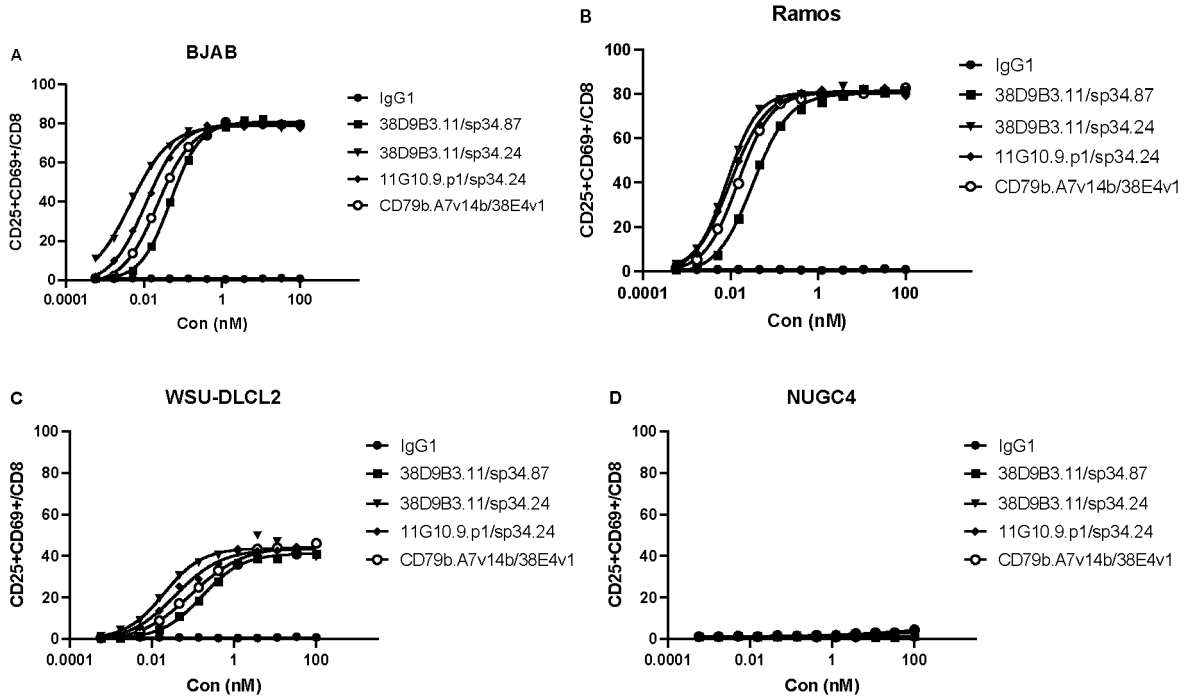 A
BJAB
CD25+CD69+/CD8
100
80
60
40
20
0
0.0001
0.01
1
100
Con (nM)
IgG1
38D9B3.11/sp34.87
38D9B3.11/sp34.24
11G10.9.p1/sp34.24
CD79b.A7v14b/38E4v1
B
Ramos
CD25+CD69+/CD8
100
80
60
40
20
0
0.0001
0.01
1
100
Con (nM)
IgG1
38D9B3.11/sp34.87
38D9B3.11/sp34.24
11G10.9.p1/sp34.24
CD79b.A7v14b/38E4v1
C
WSU-DLCL2
CD25+CD69+/CD8
100
80
60
40
20
0
0.0001
0.01
1
100
Con (nM)
IgG1
38D9B3.11/sp34.87
38D9B3.11/sp34.24
11G10.9.p1/sp34.24
CD79b.A7v14b/38E4v1
D
NUGC4
CD25+CD69+/CD8
100
80
60
40
20
0
0.0001
0.01
1
100
Con (nM)
IgG1
38D9B3.11/sp34.87
38D9B3.11/sp34.24
11G10.9.p1/sp34.24
CD79b.A7v14b/38E4v1